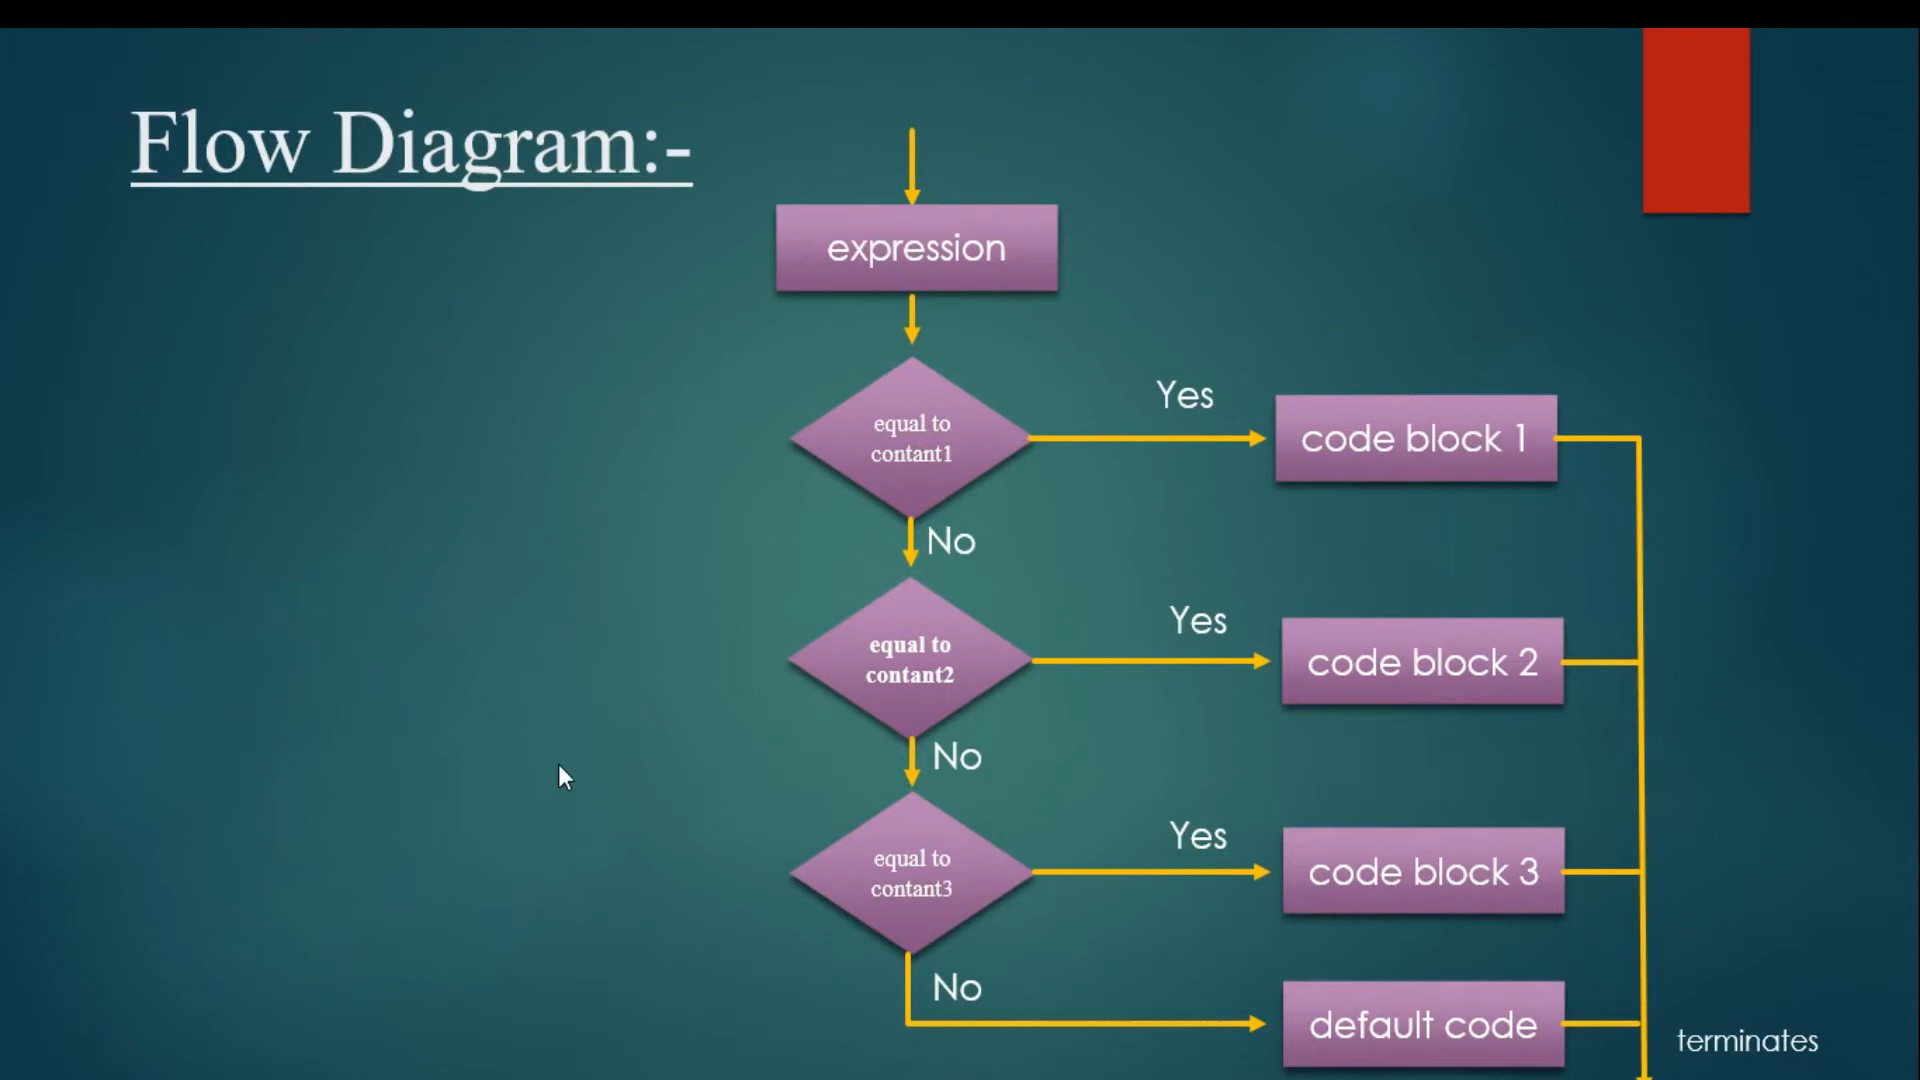 Flow Diagram:-
expression
equal to
contant1
Yes
code block 1
No
equal to
contant2
Yes
code block 2
No
equal to
contant3
Yes
code block 3
No
default code
terminates